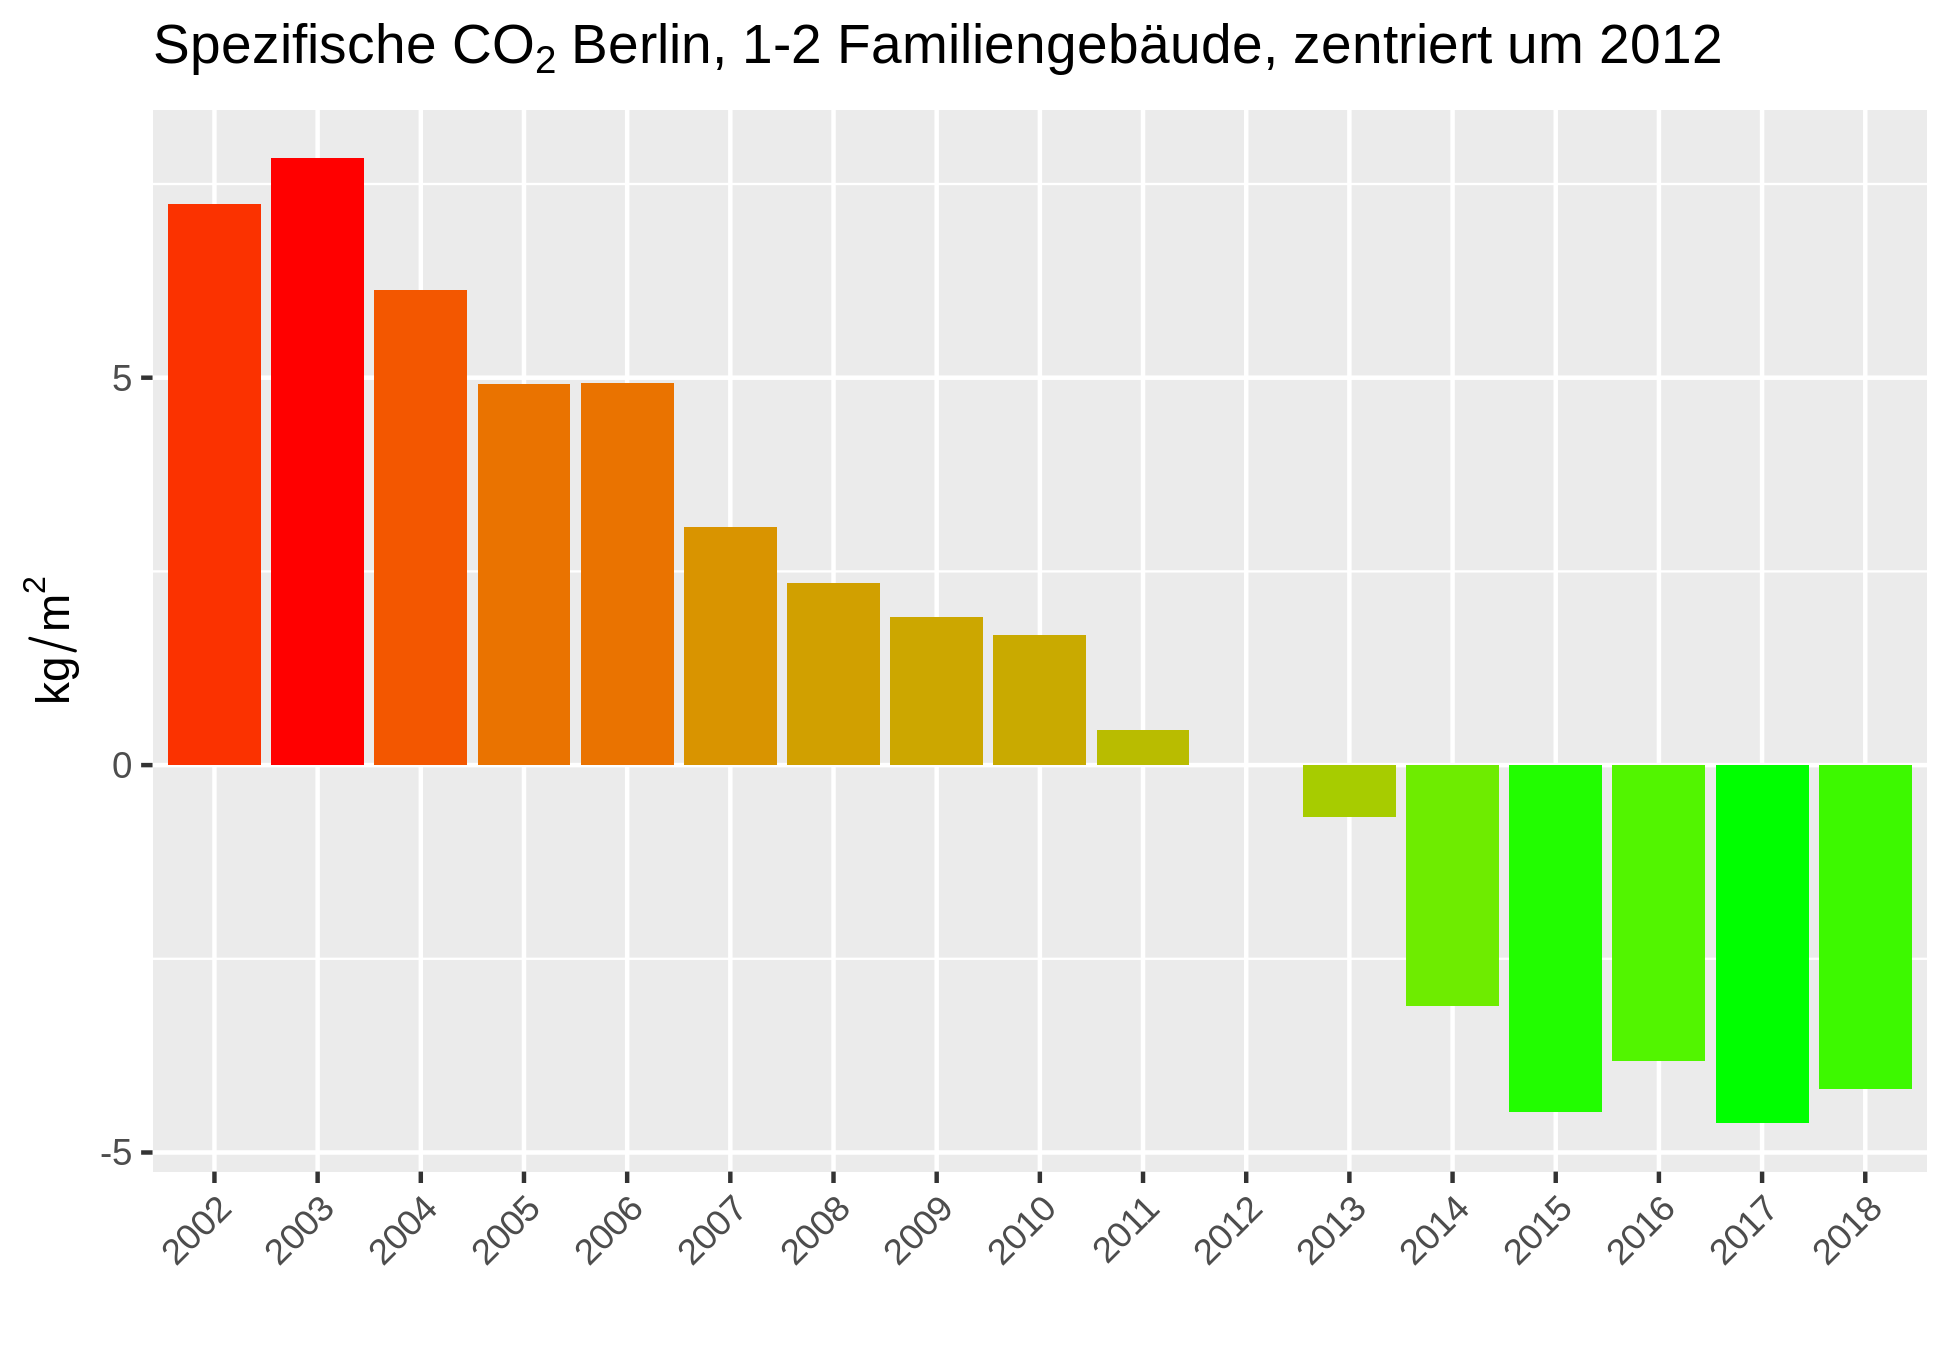 Spezifische CO₂ Berlin, 1-2 Familiengebäude, zentriert um 2012
kg/m²
5
0
-5
2002 2003 2004 2005 2006 2007 2008 2009 2010 2011 2012 2013 2014 2015 2016 2017 2018